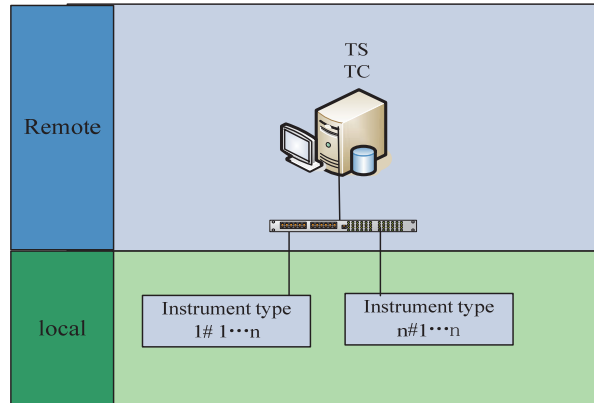 TS
TC
Remote
local
Instrument type
1# 1···n
Instrument type
n#1···n